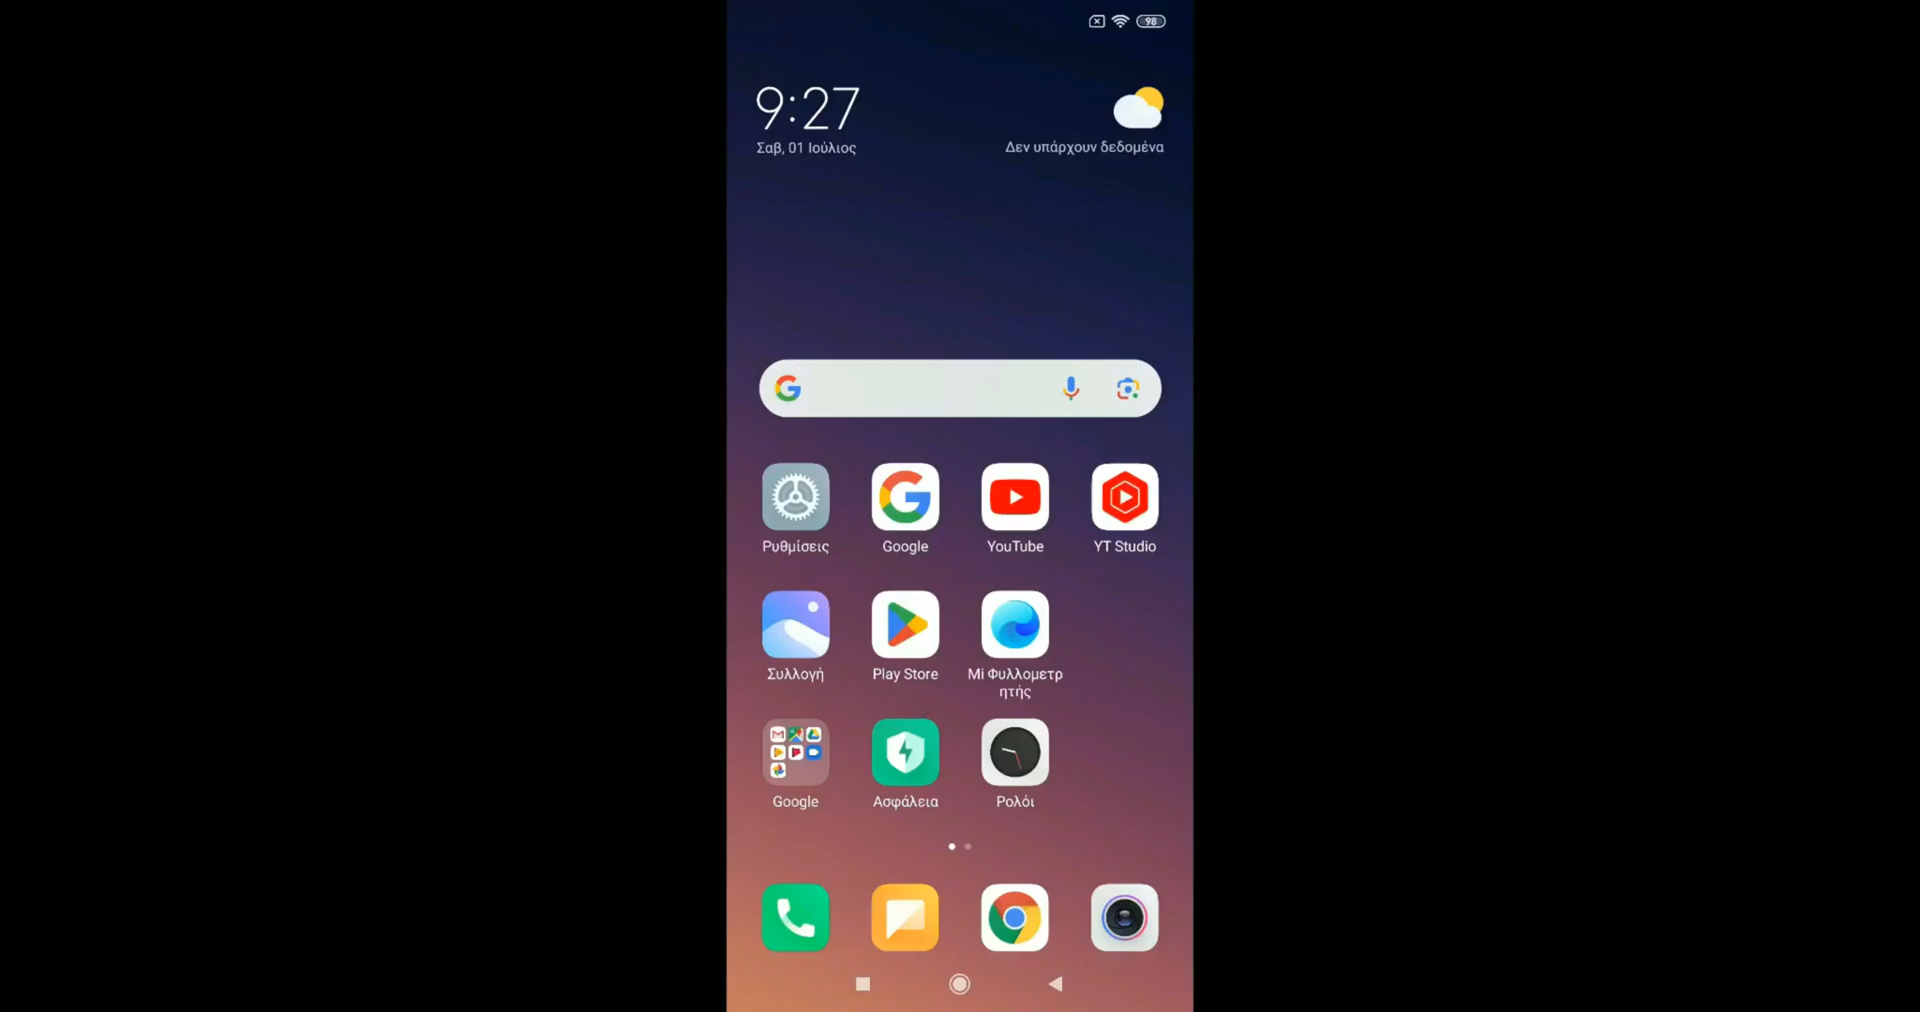 98
9:27
Σαβ, 01 Ιούλιος
Δεν υπάρχουν δεδομένα
Ρυθμίσεις
Google
YouTube
YT Studio
Συλλογή
Play Store
Mi Φυλλομετρ
ητής
Google
Ασφάλεια
Ρολόι